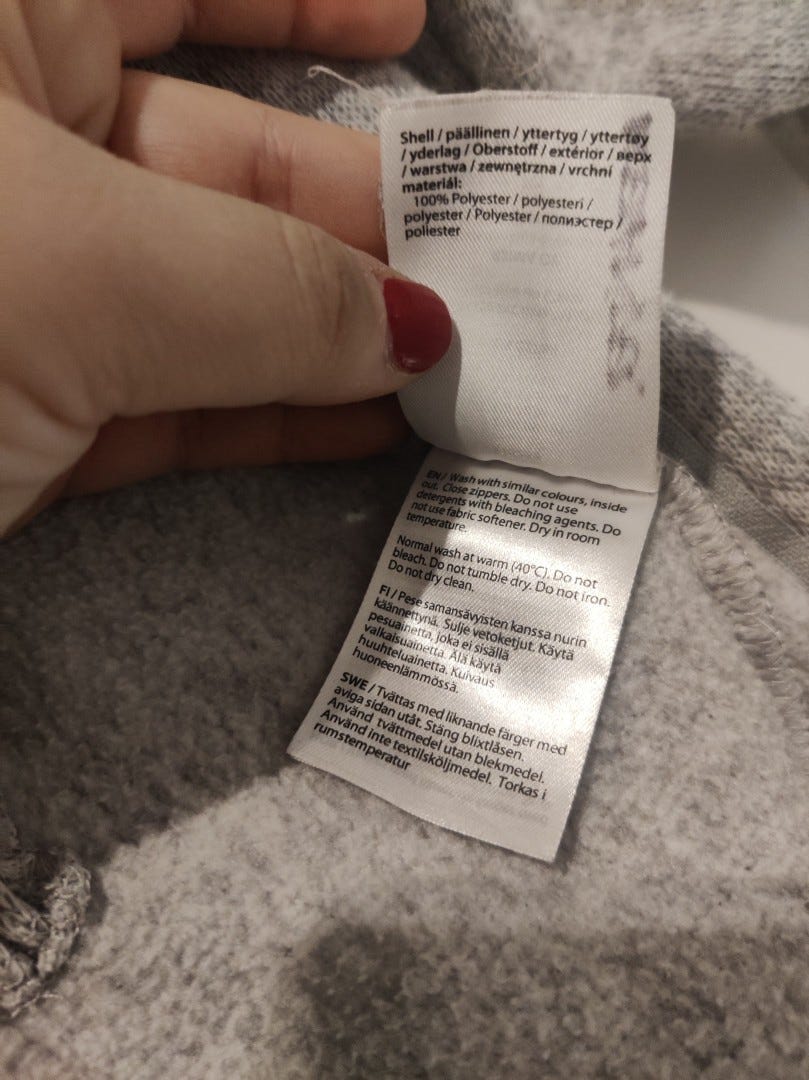 Shell / päällinen / yttertyg / yttertøy
/ yderlag / Oberstoff / extérior / верх
/ warstwa / zewnętrzna / vrchní
materiál:
100% Polyester / polyesteri /
polyester / Polyester / полиэстер /
poliester
EN / Wash with similar colours, inside
out. Close zippers. Do not use
detergents with bleaching agents. Do
not use fabric softener. Dry in room
temperature.
Normal wash at warm (40°C). Do not
bleach. Do not tumble dry. Do not iron.
Do not dry clean.
FI / Pese samansävyisten kanssa nurin
käännettynä. Sulje vetoketjut. Käytä
pesuainetta, joka ei sisällä
valkaisuainetta. Älä käytä
huuhteluainetta. Kuivaus
huoneenlämmössä.
SWE / Tvättas med liknande färger med
aviga sidan utåt. Stäng blixtlåsen.
Använd tvättmedel utan blekmedel.
Använd inte textilsköljmedel. Torkas i
rumstemperatur